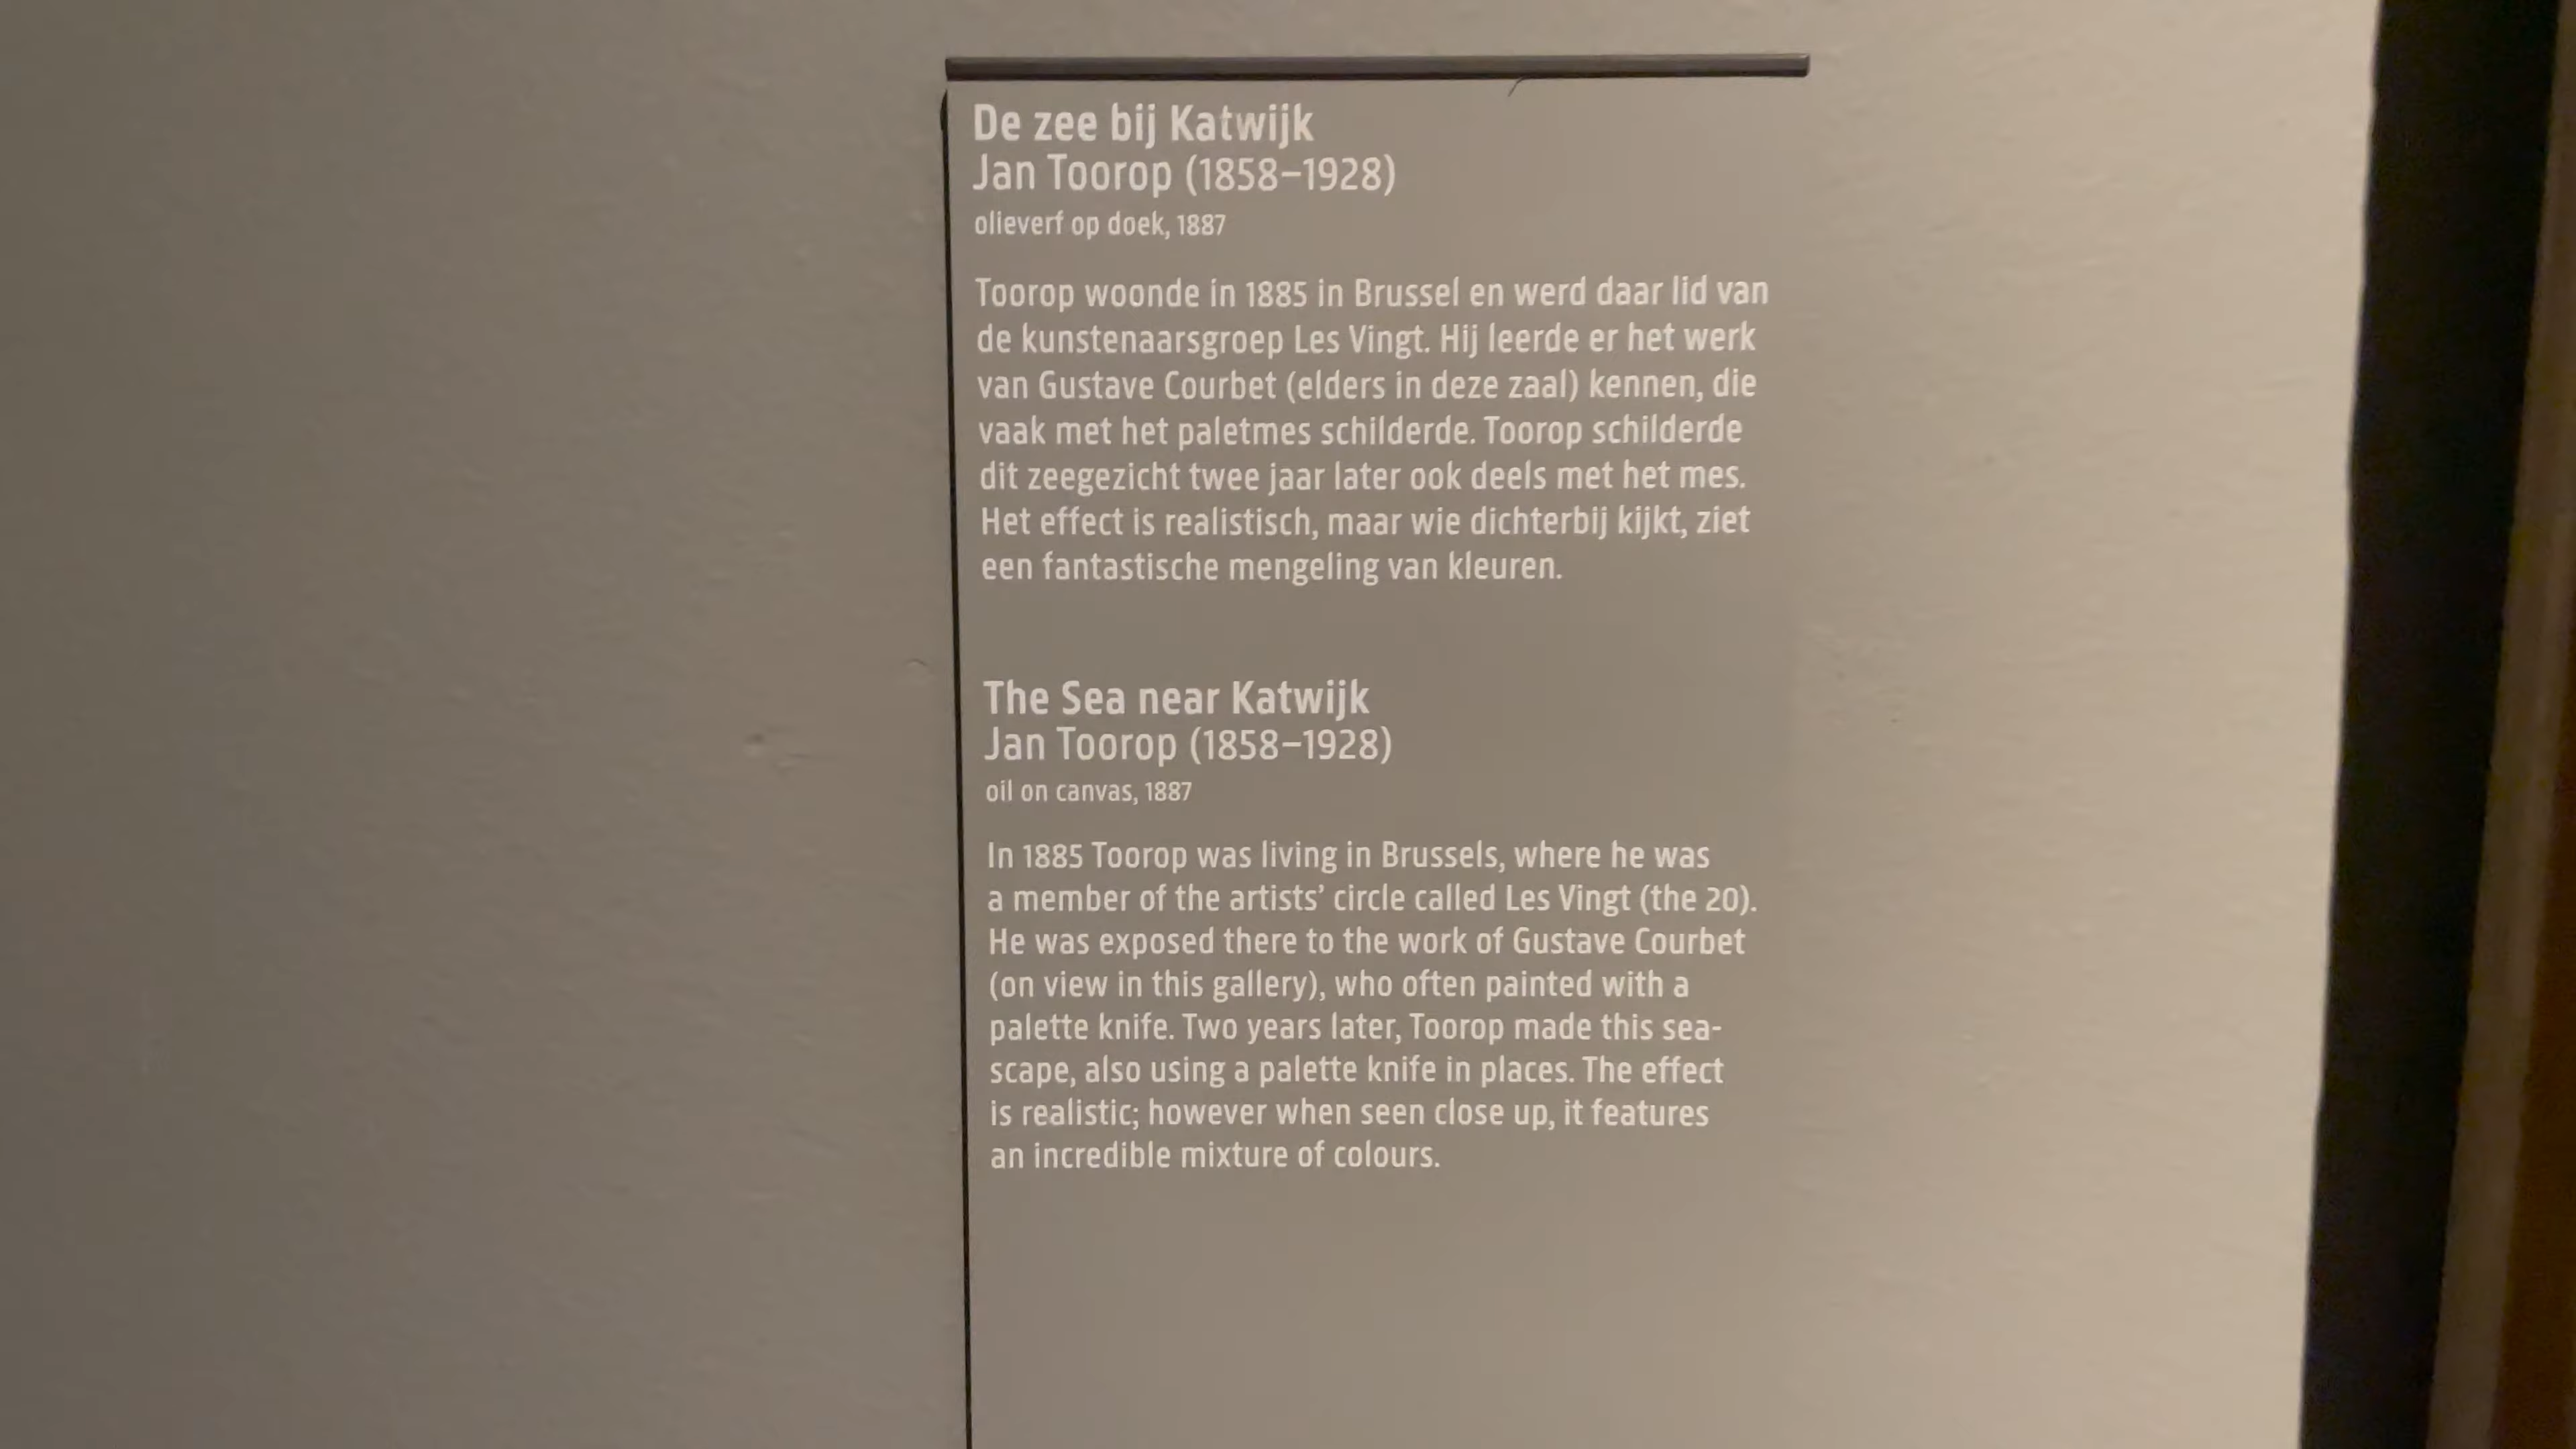 De zee bij Katwijk
Jan Toorop (1858–1928)
olieverf op doek, 1887
Toorop woonde in 1885 in Brussel en werd daar lid van
de kunstenaarsgroep Les Vingt. Hij leerde er het werk
van Gustave Courbet (elders in deze zaal) kennen, die
vaak met het paletmes schilderde. Toorop schilderde
dit zeegezicht twee jaar later ook deels met het mes.
Het effect is realistisch, maar wie dichterbij kijkt, ziet
een fantastische mengeling van kleuren.
The Sea near Katwijk
Jan Toorop (1858–1928)
oil on canvas, 1887
In 1885 Toorop was living in Brussels, where he was
a member of the artists’ circle called Les Vingt (the 20).
He was exposed there to the work of Gustave Courbet
(on view in this gallery), who often painted with a
palette knife. Two years later, Toorop made this sea-
scape, also using a palette knife in places. The effect
is realistic; however when seen close up, it features
an incredible mixture of colours.